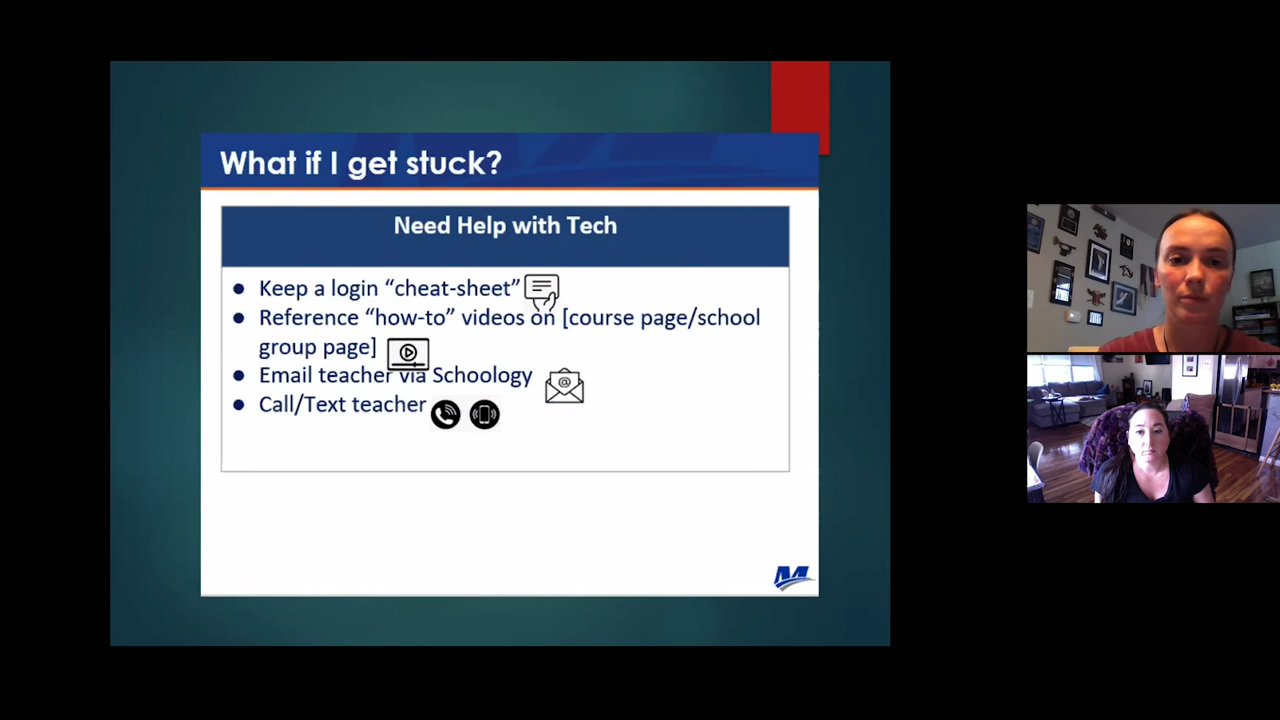 What if I get stuck?
Need Help with Tech
● Keep a login “cheat-sheet”
● Reference “how-to” videos on [course page/school
group page]
● Email teacher via Schoology
● Call/Text teacher